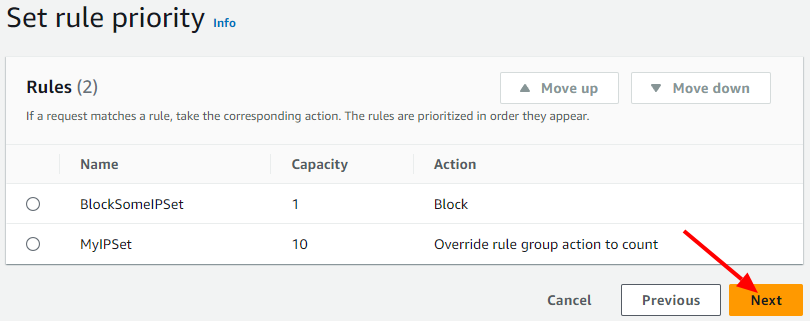 Set rule priority Info
Rules (2)
▲ Move up ▼ Move down
If a request matches a rule, take the corresponding action. The rules are prioritized in order they appear.
Name Capacity Action
BlockSomeIPSet 1 Block
MyIPSet 10 Override rule group action to count
Cancel Previous Next